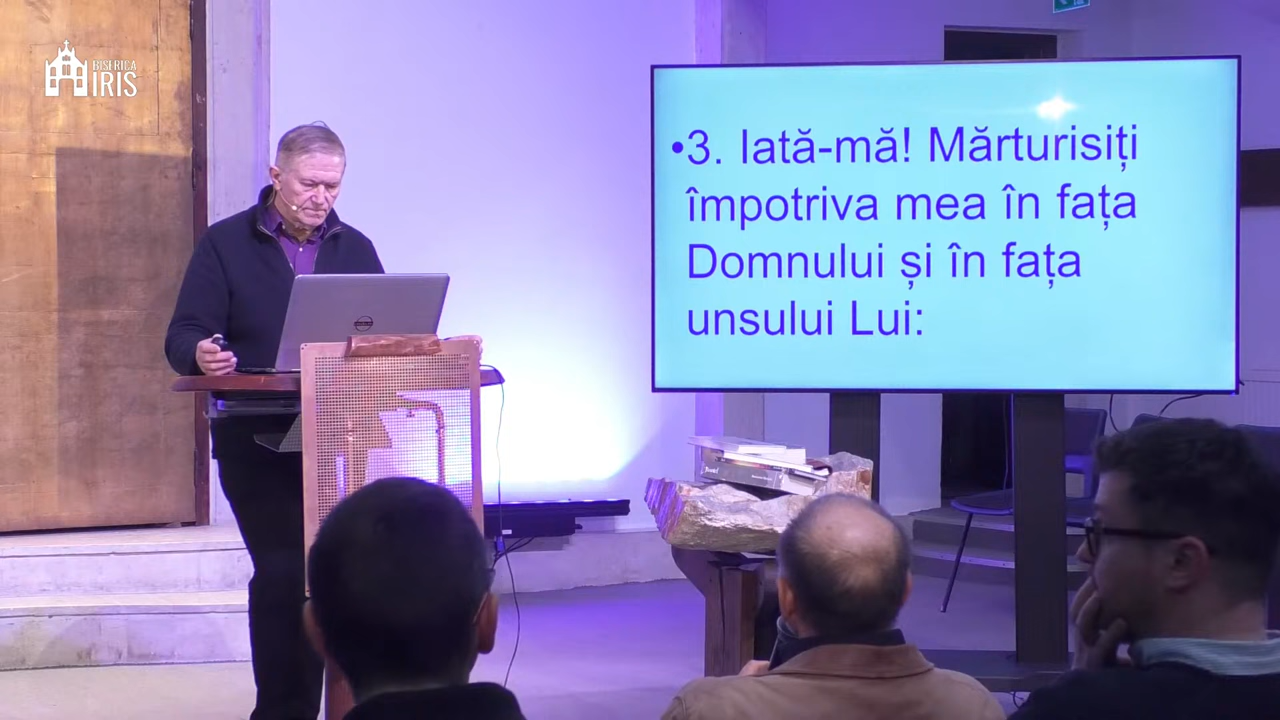 BISERICA
IRIS
•3. Iată-mă! Mărturisiți
împotriva mea în fața
Domnului și în fața
unsului Lui: